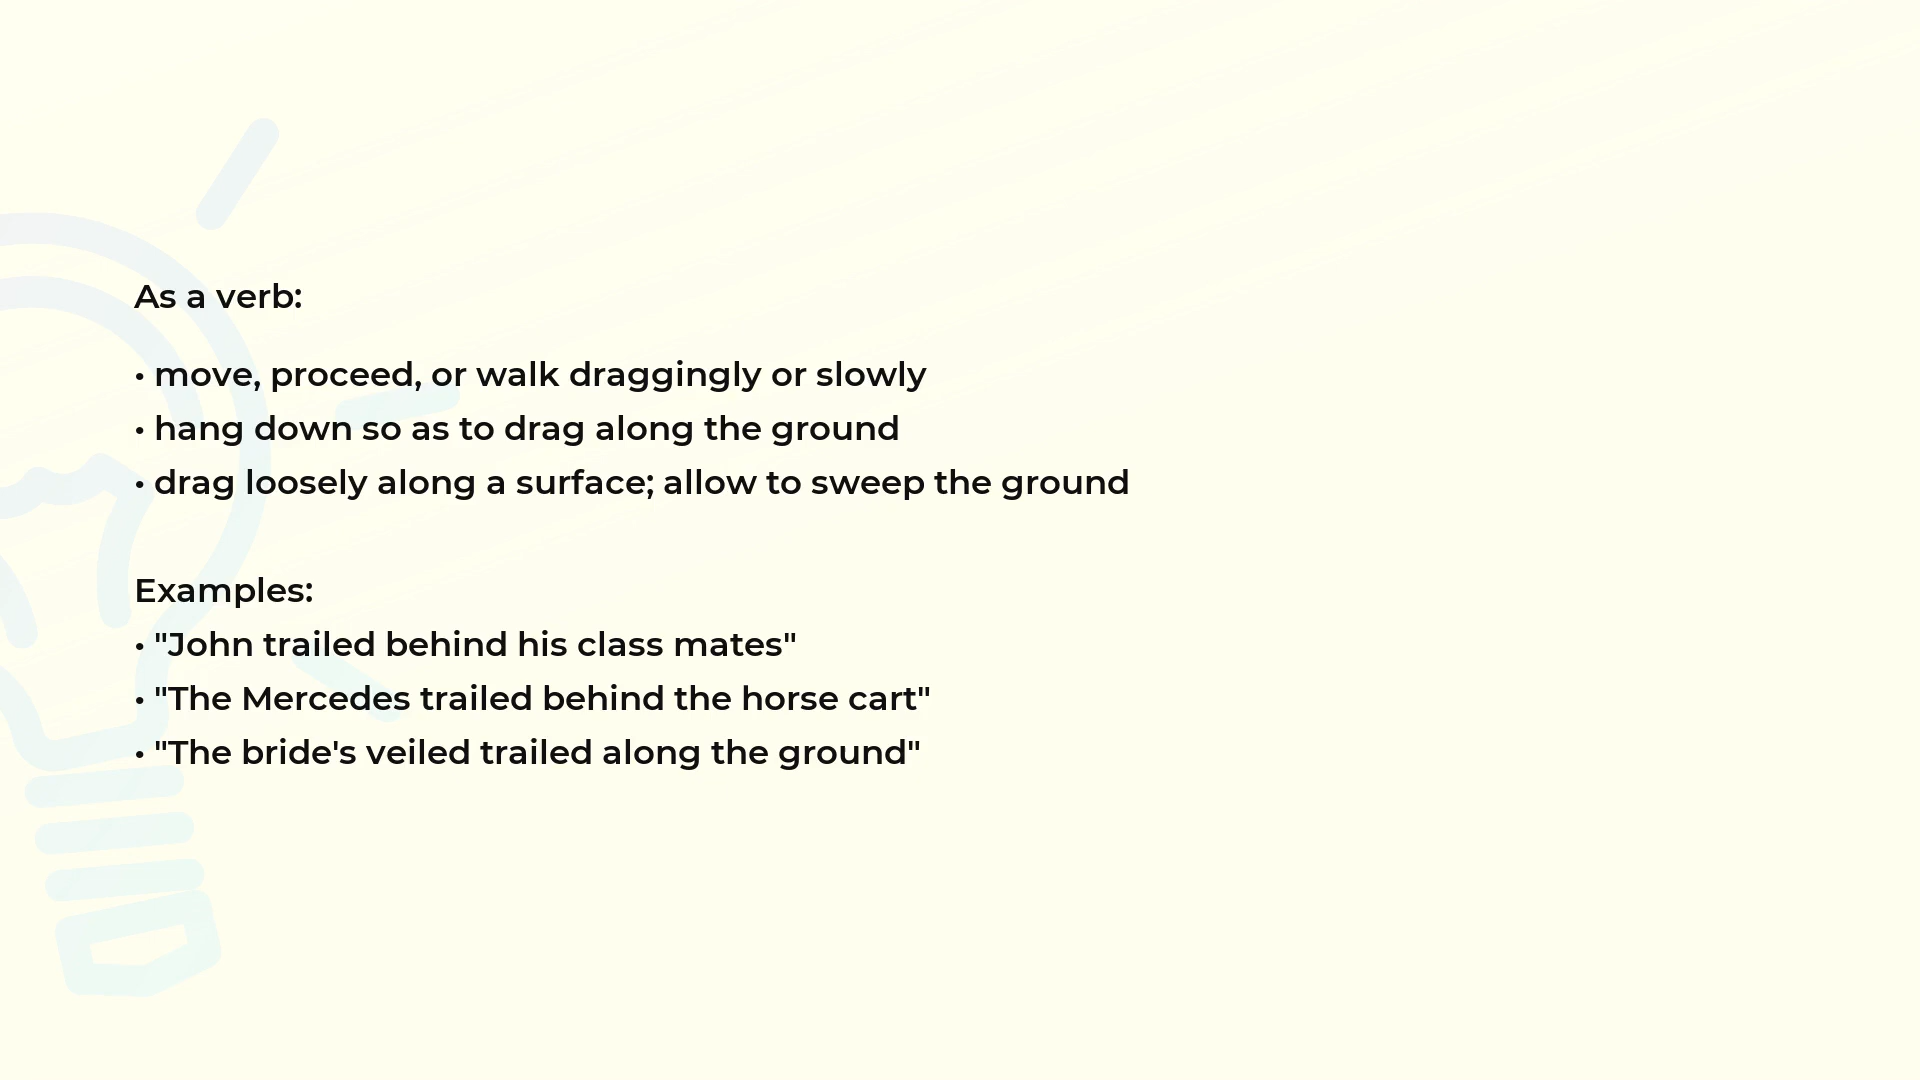 As a verb:
• move, proceed, or walk draggingly or slowly
• hang down so as to drag along the ground
• drag loosely along a surface; allow to sweep the ground
Examples:
• "John trailed behind his class mates"
• "The Mercedes trailed behind the horse cart"
• "The bride's veiled trailed along the ground"